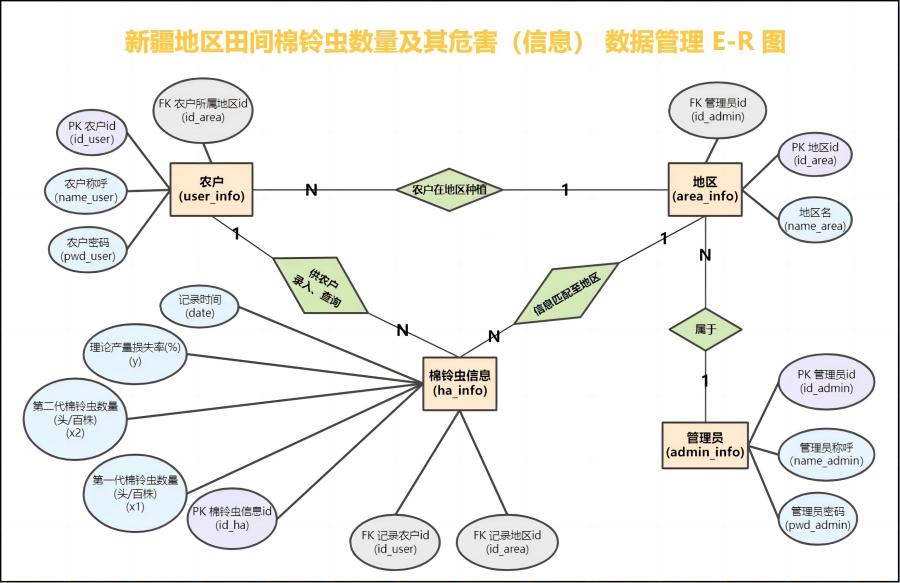 新疆地区田间棉铃虫数量及其危害（信息） 数据管理 E-R 图
FK 农户所属地区id
(id_area)
FK 管理员id
(id_admin)
PK 农户id
(id_user)
PK 地区id
(id_area)
农户称呼
(name_user)
农户
(user_info)
N
农户在地区种植
1
地区
(area_info)
地区名
(name_area)
农户密码
(pwd_user)
1
1
N
供农户
录入、查询
信息匹配至地区
记录时间
(date)
N
N
属于
理论产量损失率(%)
(y)
棉铃虫信息
(ha_info)
1
PK 管理员id
(id_admin)
第二代棉铃虫数量
(头/百株)
(x2)
管理员
(admin_info)
管理员称呼
(name_admin)
第一代棉铃虫数量
(头/百株)
(x1)
PK 棉铃虫信息id
(id_ha)
管理员密码
(pwd_admin)
FK 记录农户id
(id_user)
FK 记录地区id
(id_area)